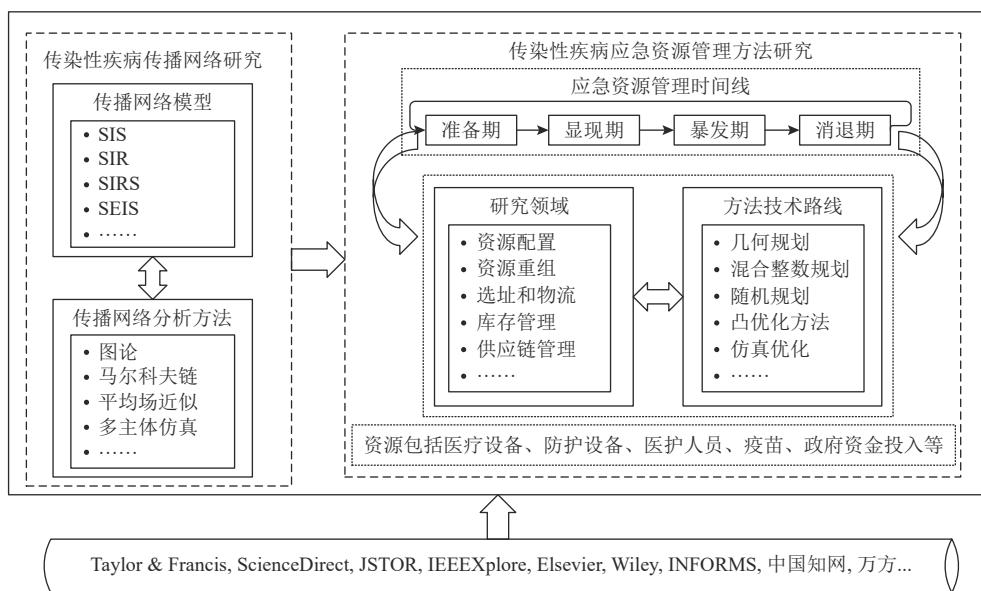 传染性疾病传播网络研究
传播网络模型
• SIS
• SIR
• SIRS
• SEIS
• ……
传播网络分析方法
• 图论
• 马尔科夫链
• 平均场近似
• 多主体仿真
• ……
传染性疾病应急资源管理方法研究
应急资源管理时间线
准备期
显现期
暴发期
消退期
研究领域
• 资源配置
• 资源重组
• 选址和物流
• 库存管理
• 供应链管理
• ……
方法技术路线
• 几何规划
• 混合整数规划
• 随机规划
• 凸优化方法
• 仿真优化
• ……
资源包括医疗设备、防护设备、医护人员、疫苗、政府资金投入等
Taylor & Francis, ScienceDirect, JSTOR, IEEEXplore, Elsevier, Wiley, INFORMS, 中国知网, 万方...